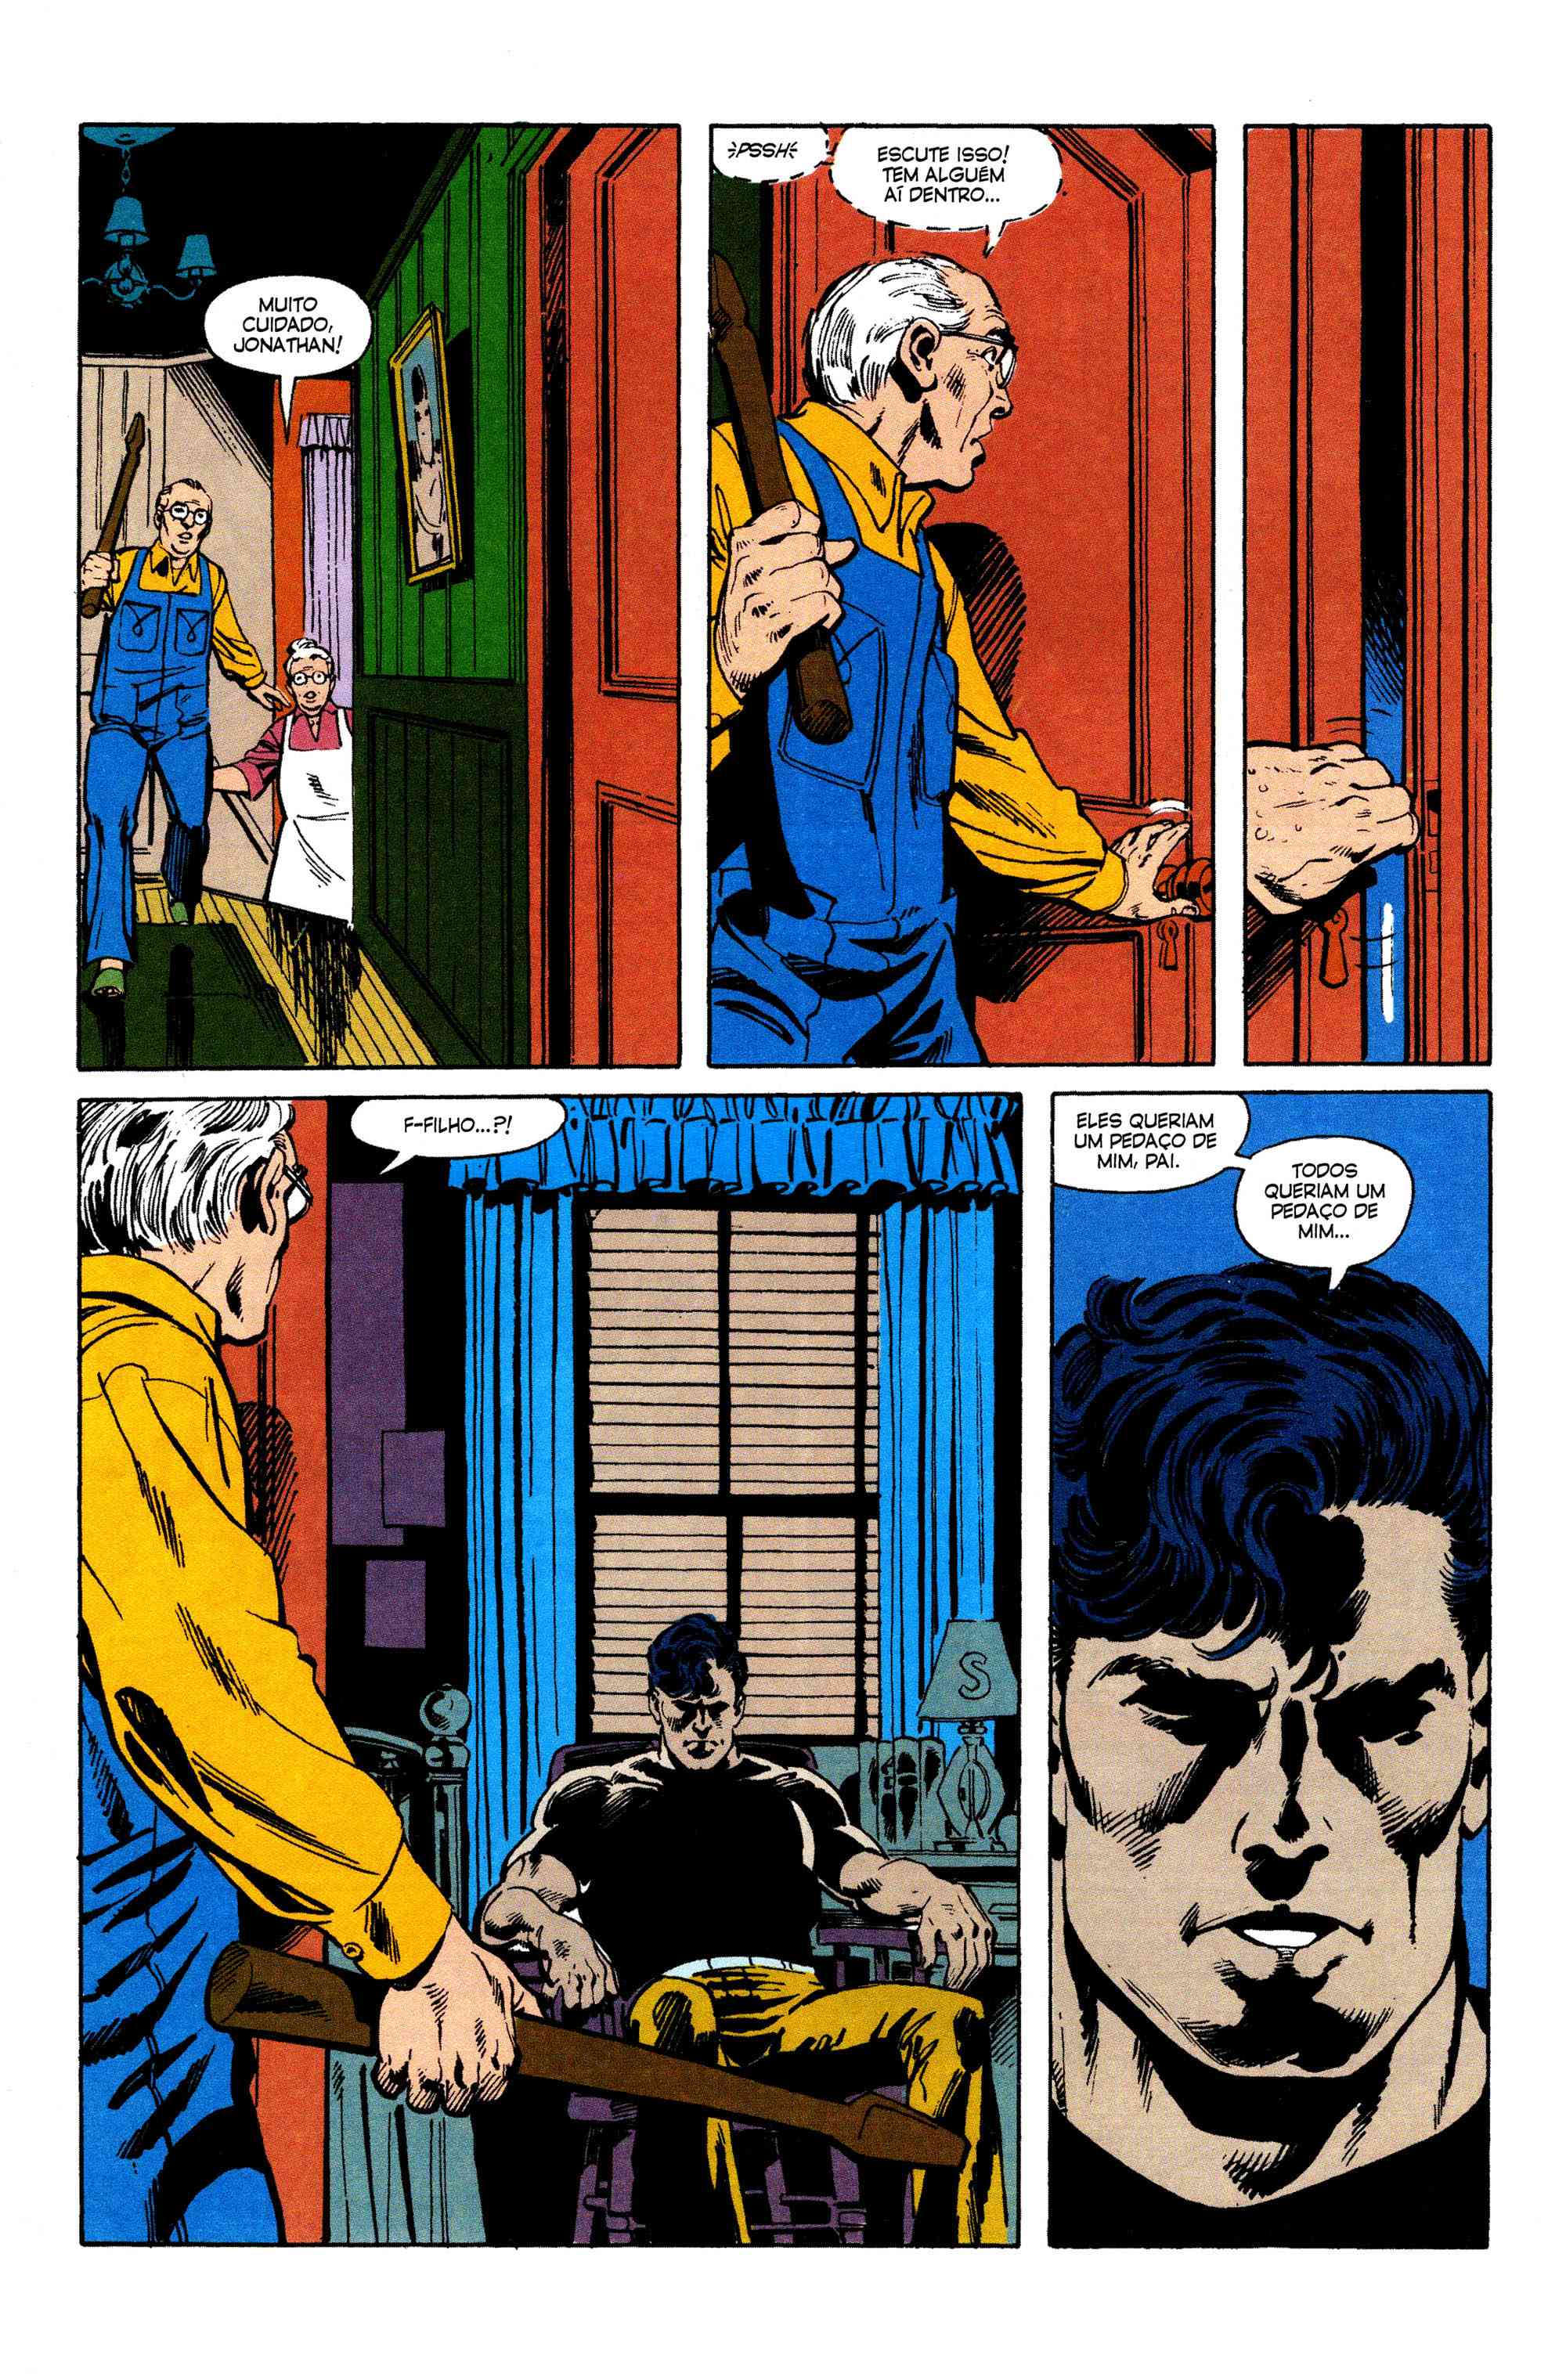 MUITO
CUIDADO,
JONATHAN!
PSSH
ESCUTE ISSO!
TEM ALGUÉM
AÍ DENTRO...
F-FILHO...?!
S
ELES QUERIAM
UM PEDAÇO DE
MIM, PAI.
TODOS
QUERIAM UM
PEDAÇO DE
MIM...